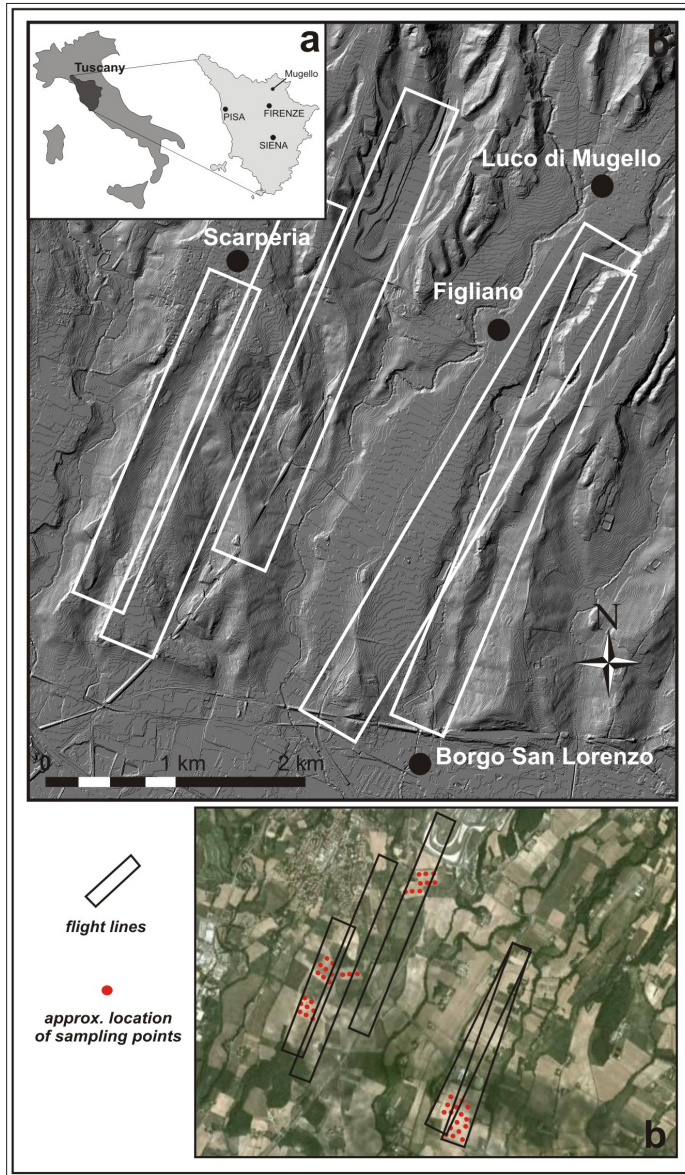 a
Tuscany
Mugello
PISA
FIRENZE
SIENA
b
Luco di Mugello
Scarperia
Figliano
N
0 1 km 2 km
Borgo San Lorenzo
flight lines
approx. location
of sampling points
b